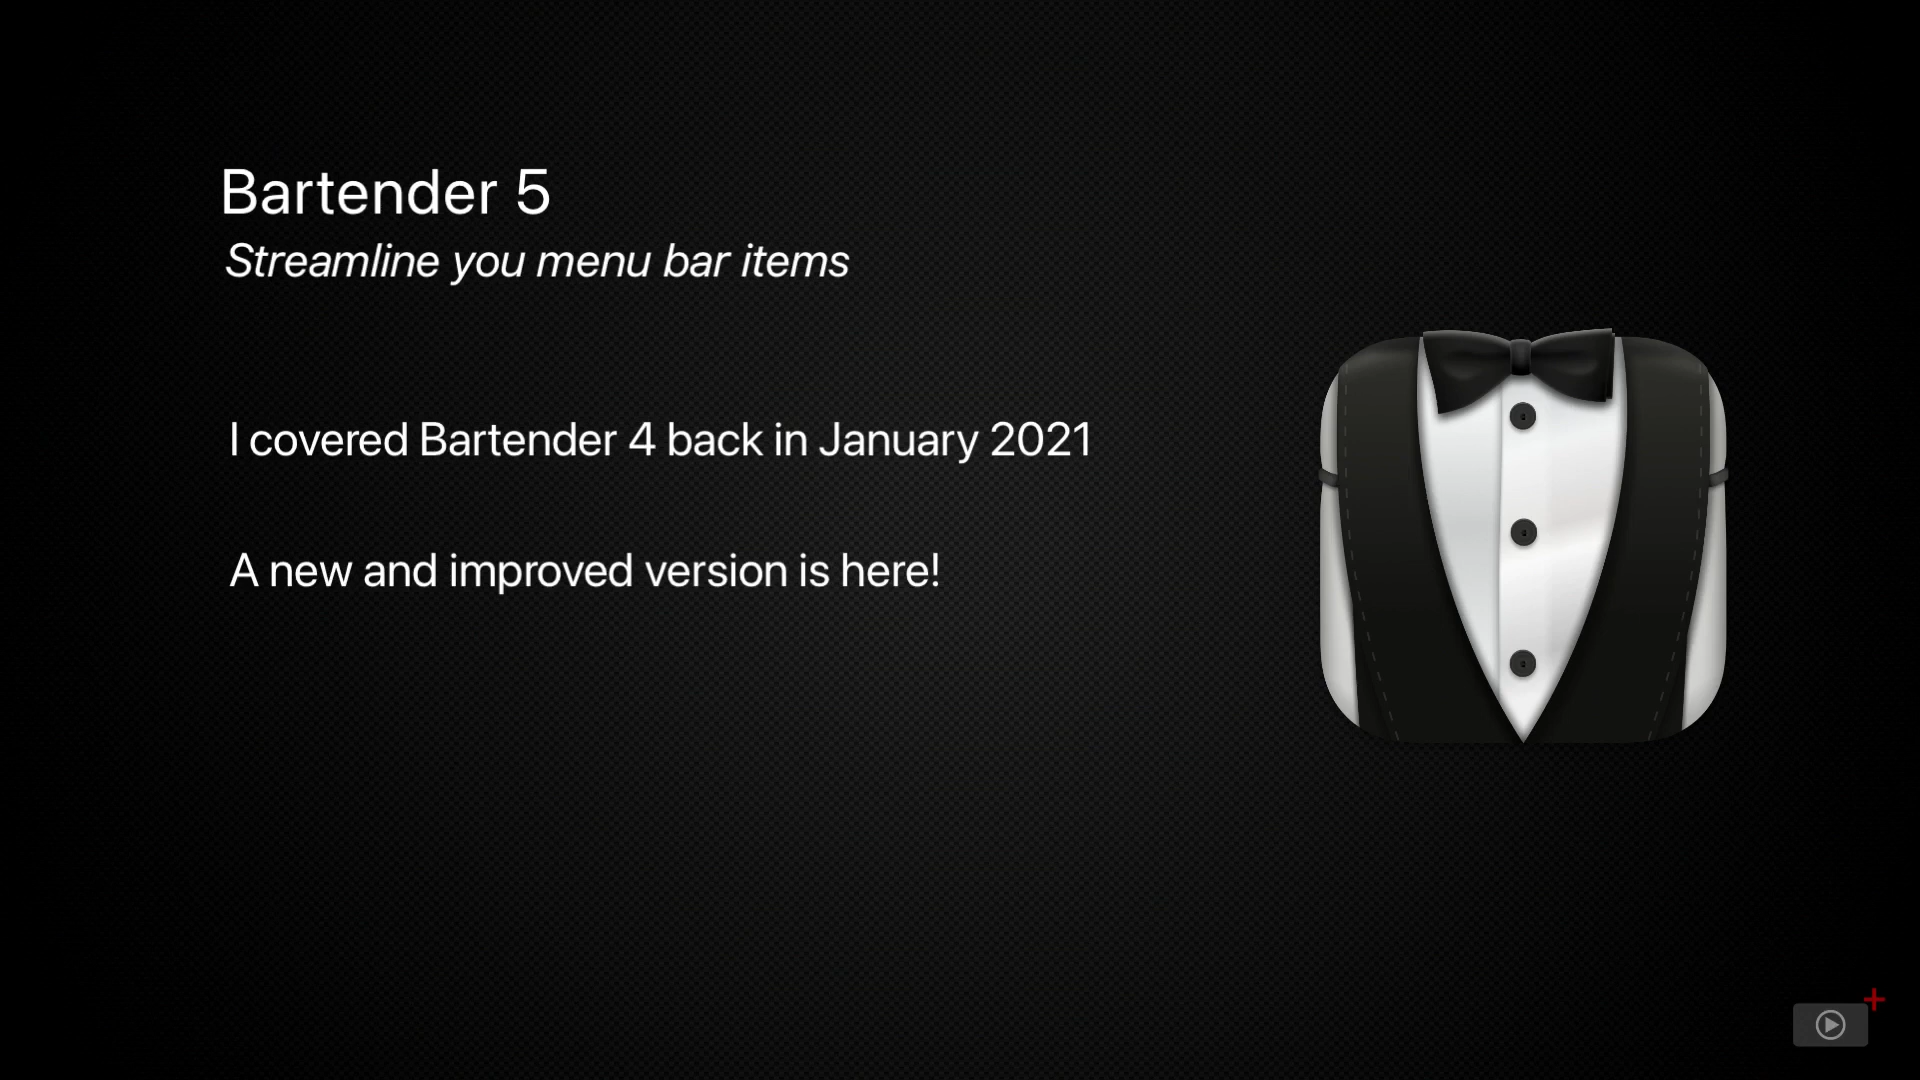 Bartender 5
Streamline you menu bar items
I covered Bartender 4 back in January 2021
A new and improved version is here!